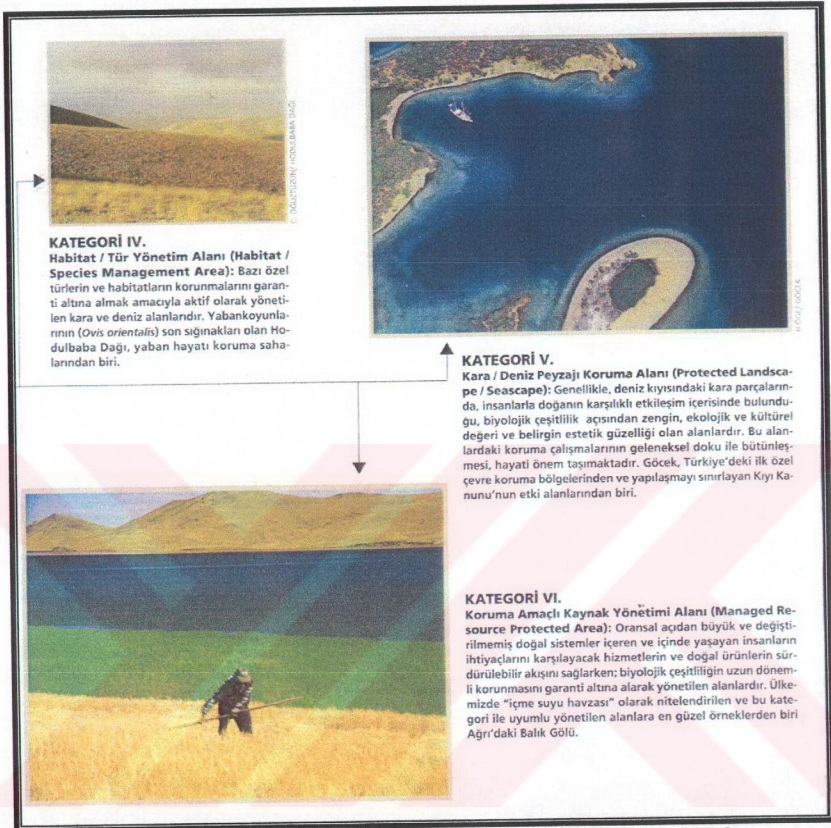 C. OĞUZTÜZÜN/ HODULBABA DAĞI
KATEGORİ IV.
Habitat / Tür Yönetim Alanı (Habitat /
Species Management Area): Bazı özel
türlerin ve habitatların korunmalarını garan-
ti altına almak amacıyla aktif olarak yöneti-
len kara ve deniz alanlarıdır. Yabankoyunla-
rının (Ovis orientalis) son sığınakları olan Ho-
dulbaba Dağı, yaban hayatı koruma saha-
larından biri.
KATEGORİ V.
Kara / Deniz Peyzajı Koruma Alanı (Protected Landsca-
pe / Seascape): Genellikle, deniz kıyısındaki kara parçaların-
da, insanlarla doğanın karşılıklı etkileşim içerisinde bulundu-
ğu, biyolojik çeşitlilik açısından zengin, ekolojik ve kültürel
değeri ve belirgin estetik güzelliği olan alanlardır. Bu alan-
lardaki koruma çalışmalarının geleneksel doku ile bütünleş-
mesi, hayati önem taşımaktadır. Göcek, Türkiye'deki ilk özel
çevre koruma bölgelerinden ve yapılaşmayı sınırlayan Kıyı Ka-
nunu'nun etki alanlarından biri.
KATEGORİ VI.
Koruma Amaçlı Kaynak Yönetimi Alanı (Managed Re-
source Protected Area): Oransal açıdan büyük ve değişti-
rilmemiş doğal sistemler içeren ve içinde yaşayan insanların
ihtiyaçlarını karşılayacak hizmetlerin ve doğal ürünlerin sür-
dürülebilir akışını sağlarken; biyolojik çeşitliliğin uzun dönem-
li korunmasını garanti altına alarak yönetilen alanlardır. Ülke-
mizde "içme suyu havzası" olarak nitelendirilen ve bu kate-
gori ile uyumlu yönetilen alanlara en güzel örneklerden biri
Ağrı'daki Balık Gölü.